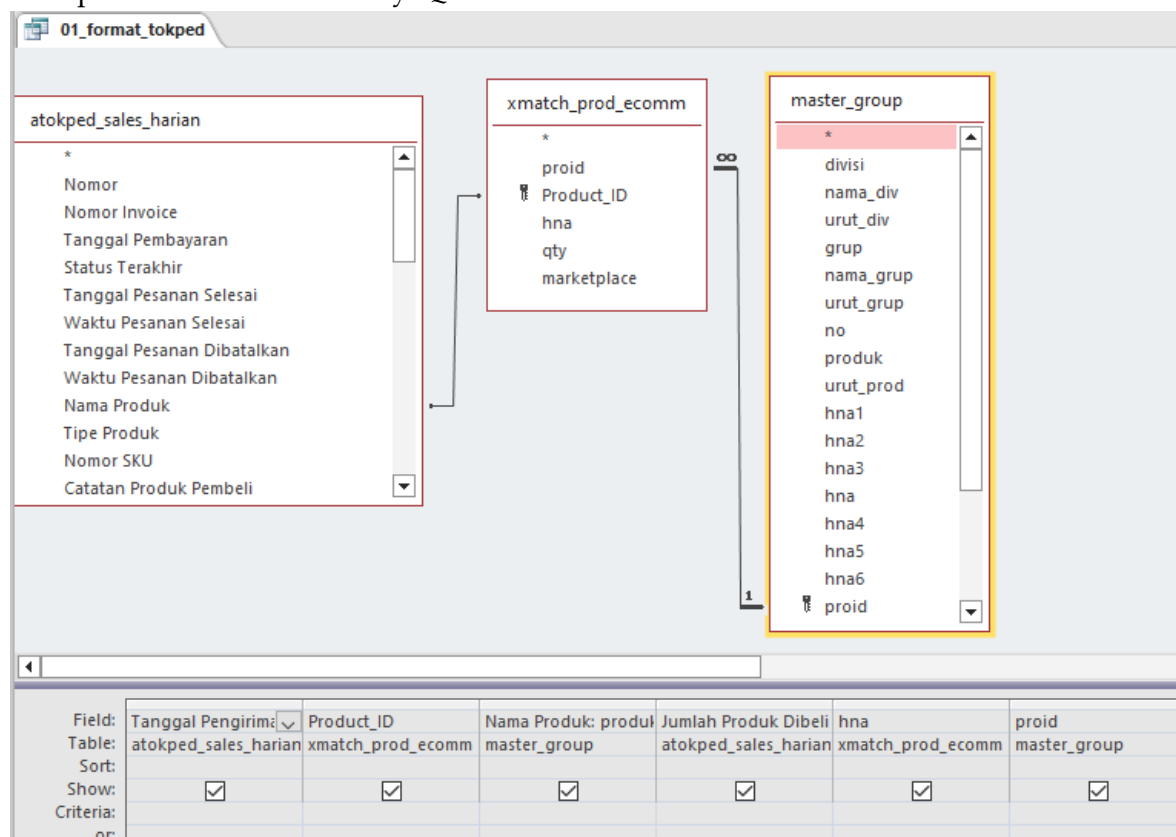 01_format_tokped
atokped_sales_harian
*
Nomor
Nomor Invoice
Tanggal Pembayaran
Status Terakhir
Tanggal Pesanan Selesai
Waktu Pesanan Selesai
Tanggal Pesanan Dibatalkan
Waktu Pesanan Dibatalkan
Nama Produk
Tipe Produk
Nomor SKU
Catatan Produk Pembeli
xmatch_prod_ecomm
*
proid
Product_ID
hna
qty
marketplace
∞
1
master_group
*
divisi
nama_div
urut_div
grup
nama_grup
urut_grup
no
produk
urut_prod
hna1
hna2
hna3
hna
hna4
hna5
hna6
proid
Field: Tanggal Pengirima Product_ID Nama Produk: produk Jumlah Produk Dibeli hna proid
Table: atokped_sales_harian xmatch_prod_ecomm master_group atokped_sales_harian xmatch_prod_ecomm master_group
Sort:
Show:
Criteria:
or: